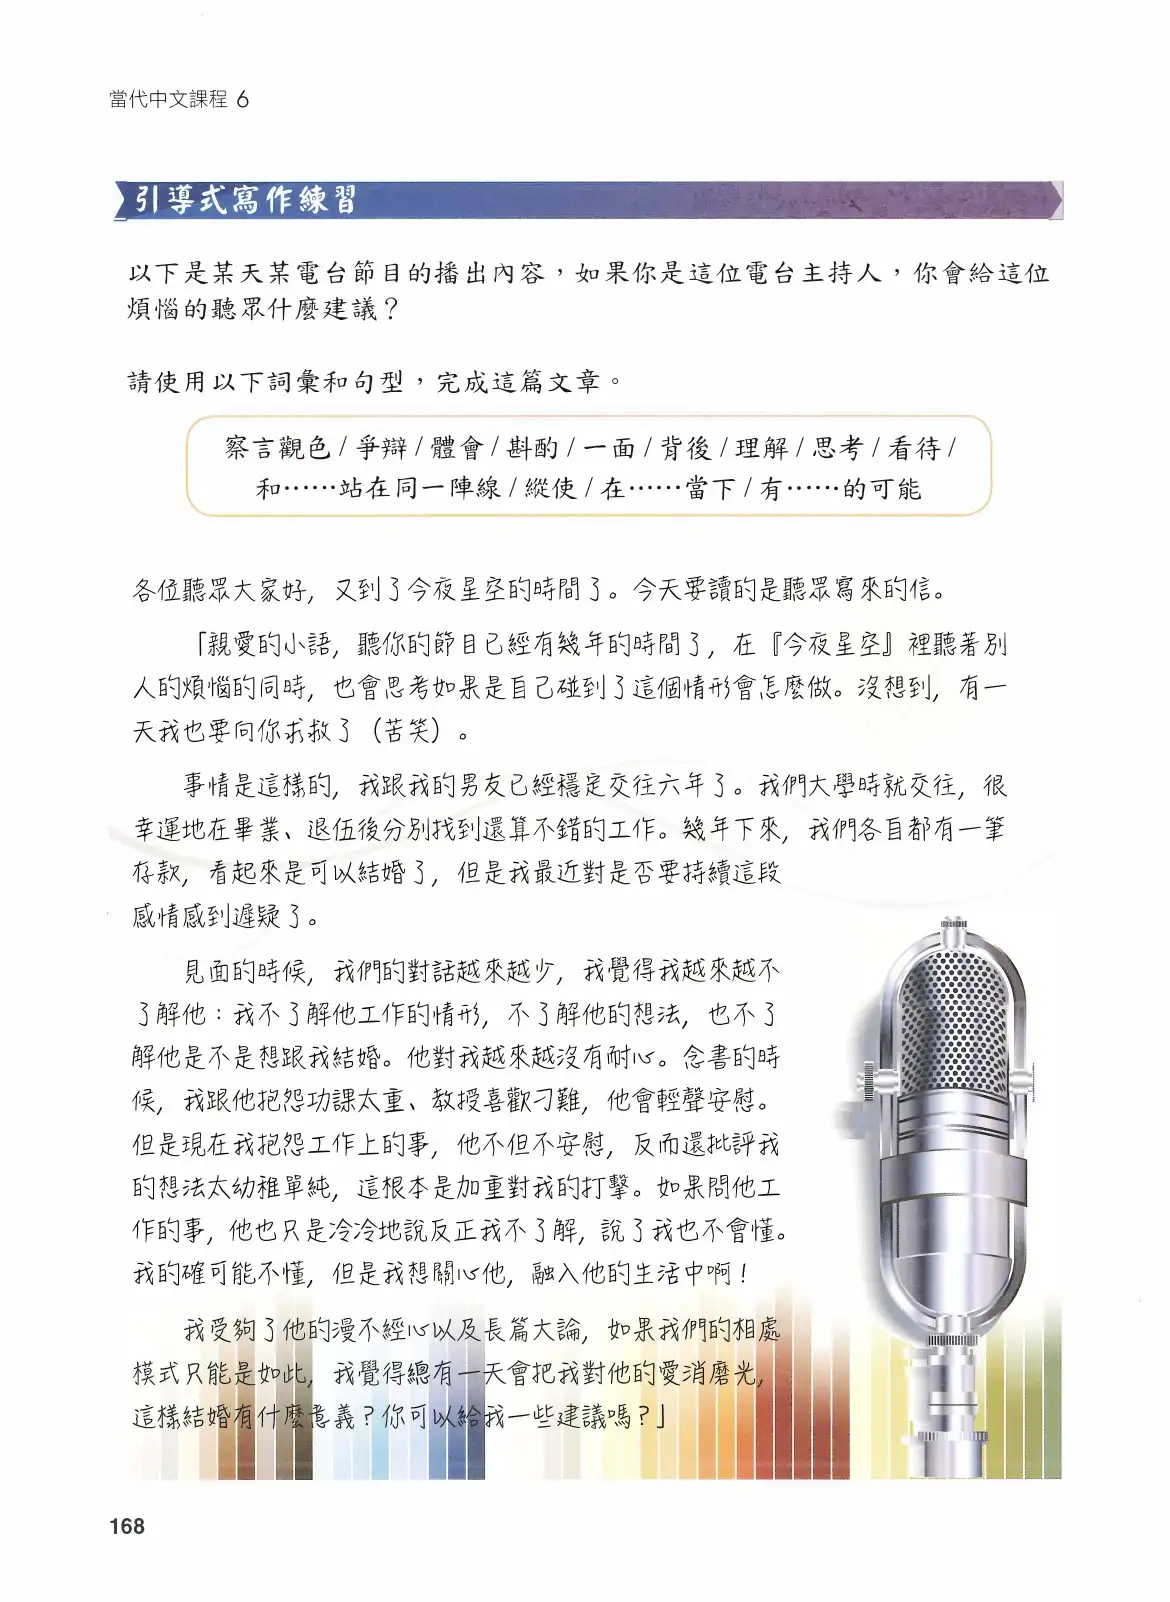 當代中文課程 6
引導式寫作練習
以下是某天某電台節目的播出內容，如果你是這位電台主持人，你會給這位
煩惱的聽眾什麼建議？
請使用以下詞彙和句型，完成這篇文章。
察言觀色 / 爭辯 / 體會 / 斟酌 / 一面 / 背後 / 理解 / 思考 / 看待 /
和……站在同一陣線 / 縱使 / 在……當下 / 有……的可能
各位聽眾大家好，又到了今夜星空的時間了。今天要讀的是聽眾寫來的信。
「親愛的小語，聽你的節目已經有幾年的時間了，在『今夜星空』裡聽著別
人的煩惱的同時，也會思考如果是自己碰到了這個情形會怎麼做。沒想到，有一
天我也要向你求救了（苦笑）。
事情是這樣的，我跟我的男友已經穩定交往六年了。我們大學時就交往，很
幸運地在畢業、退伍後分別找到還算不錯的工作。幾年下來，我們各自都有一筆
存款，看起來是可以結婚了，但是我最近對是否要持續這段
感情感到遲疑了。
見面的時候，我們的對話越來越少，我覺得我越來越不
了解他：我不了解他工作的情形，不了解他的想法，也不了
解他是不是想跟我結婚。他對我越來越沒有耐心。念書的時
候，我跟他抱怨功課太重、教授喜歡刁難，他會輕聲安慰。
但是現在我抱怨工作上的事，他不但不安慰，反而還批評我
的想法太幼稚單純，這根本是加重對我的打擊。如果問他工
作的事，他也只是冷冷地說反正我不了解，說了我也不會懂。
我的確可能不懂，但是我想關心他，融入他的生活中啊！
我受夠了他的漫不經心以及長篇大論，如果我們的相處
模式只能是如此，我覺得總有一天會把我對他的愛消磨光，
這樣結婚有什麼意義？你可以給我一些建議嗎？」
168